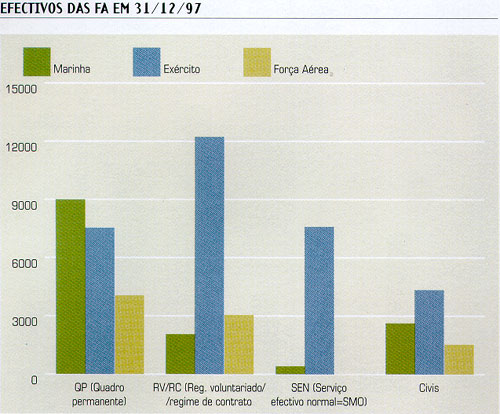 EFECTIVOS DAS FA EM 31/12/97
Marinha
Exército
Força Aérea
15000
12000
9000
6000
3000
0
QP (Quadro
permanente)
RV/RC (Reg. voluntariado/
/regime de contrato
SEN (Serviço
efectivo normal=SMO)
Civis